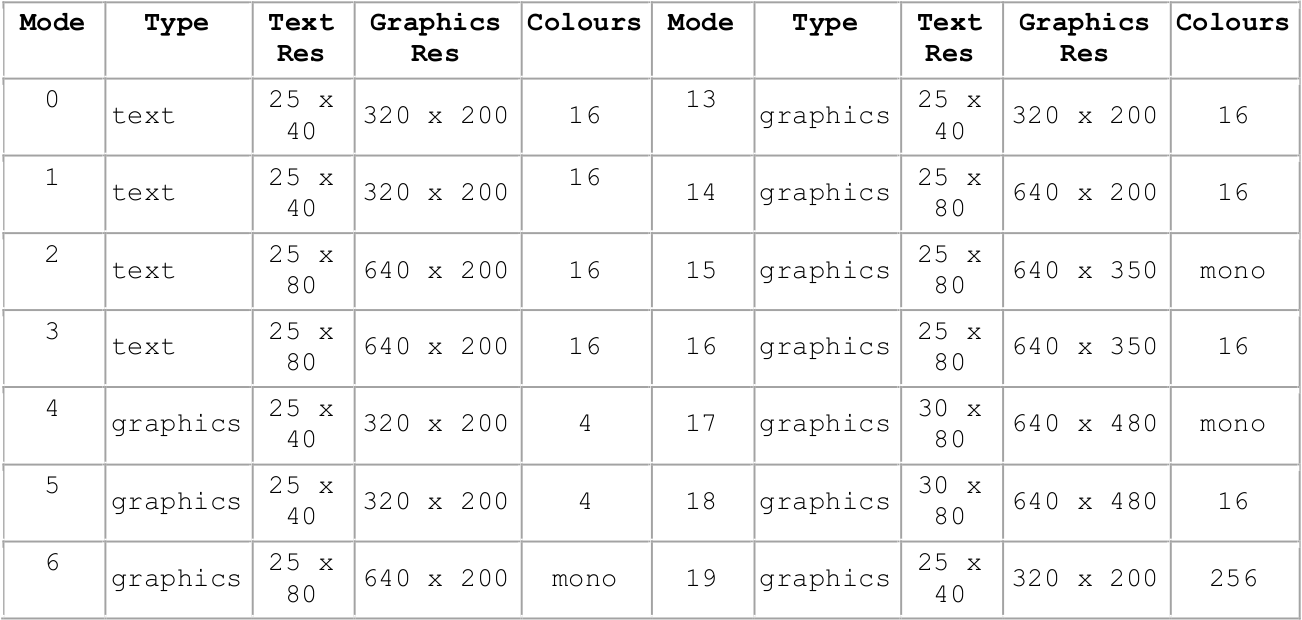 Mode Type Text Res Graphics Res Colours Mode Type Text Res Graphics Res Colours
0 text 25 x 40 320 x 200 16 13 graphics 25 x 40 320 x 200 16
1 text 25 x 40 320 x 200 16 14 graphics 25 x 80 640 x 200 16
2 text 25 x 80 640 x 200 16 15 graphics 25 x 80 640 x 350 mono
3 text 25 x 80 640 x 200 16 16 graphics 25 x 80 640 x 350 16
4 graphics 25 x 40 320 x 200 4 17 graphics 30 x 80 640 x 480 mono
5 graphics 25 x 40 320 x 200 4 18 graphics 30 x 80 640 x 480 16
6 graphics 25 x 80 640 x 200 mono 19 graphics 25 x 40 320 x 200 256